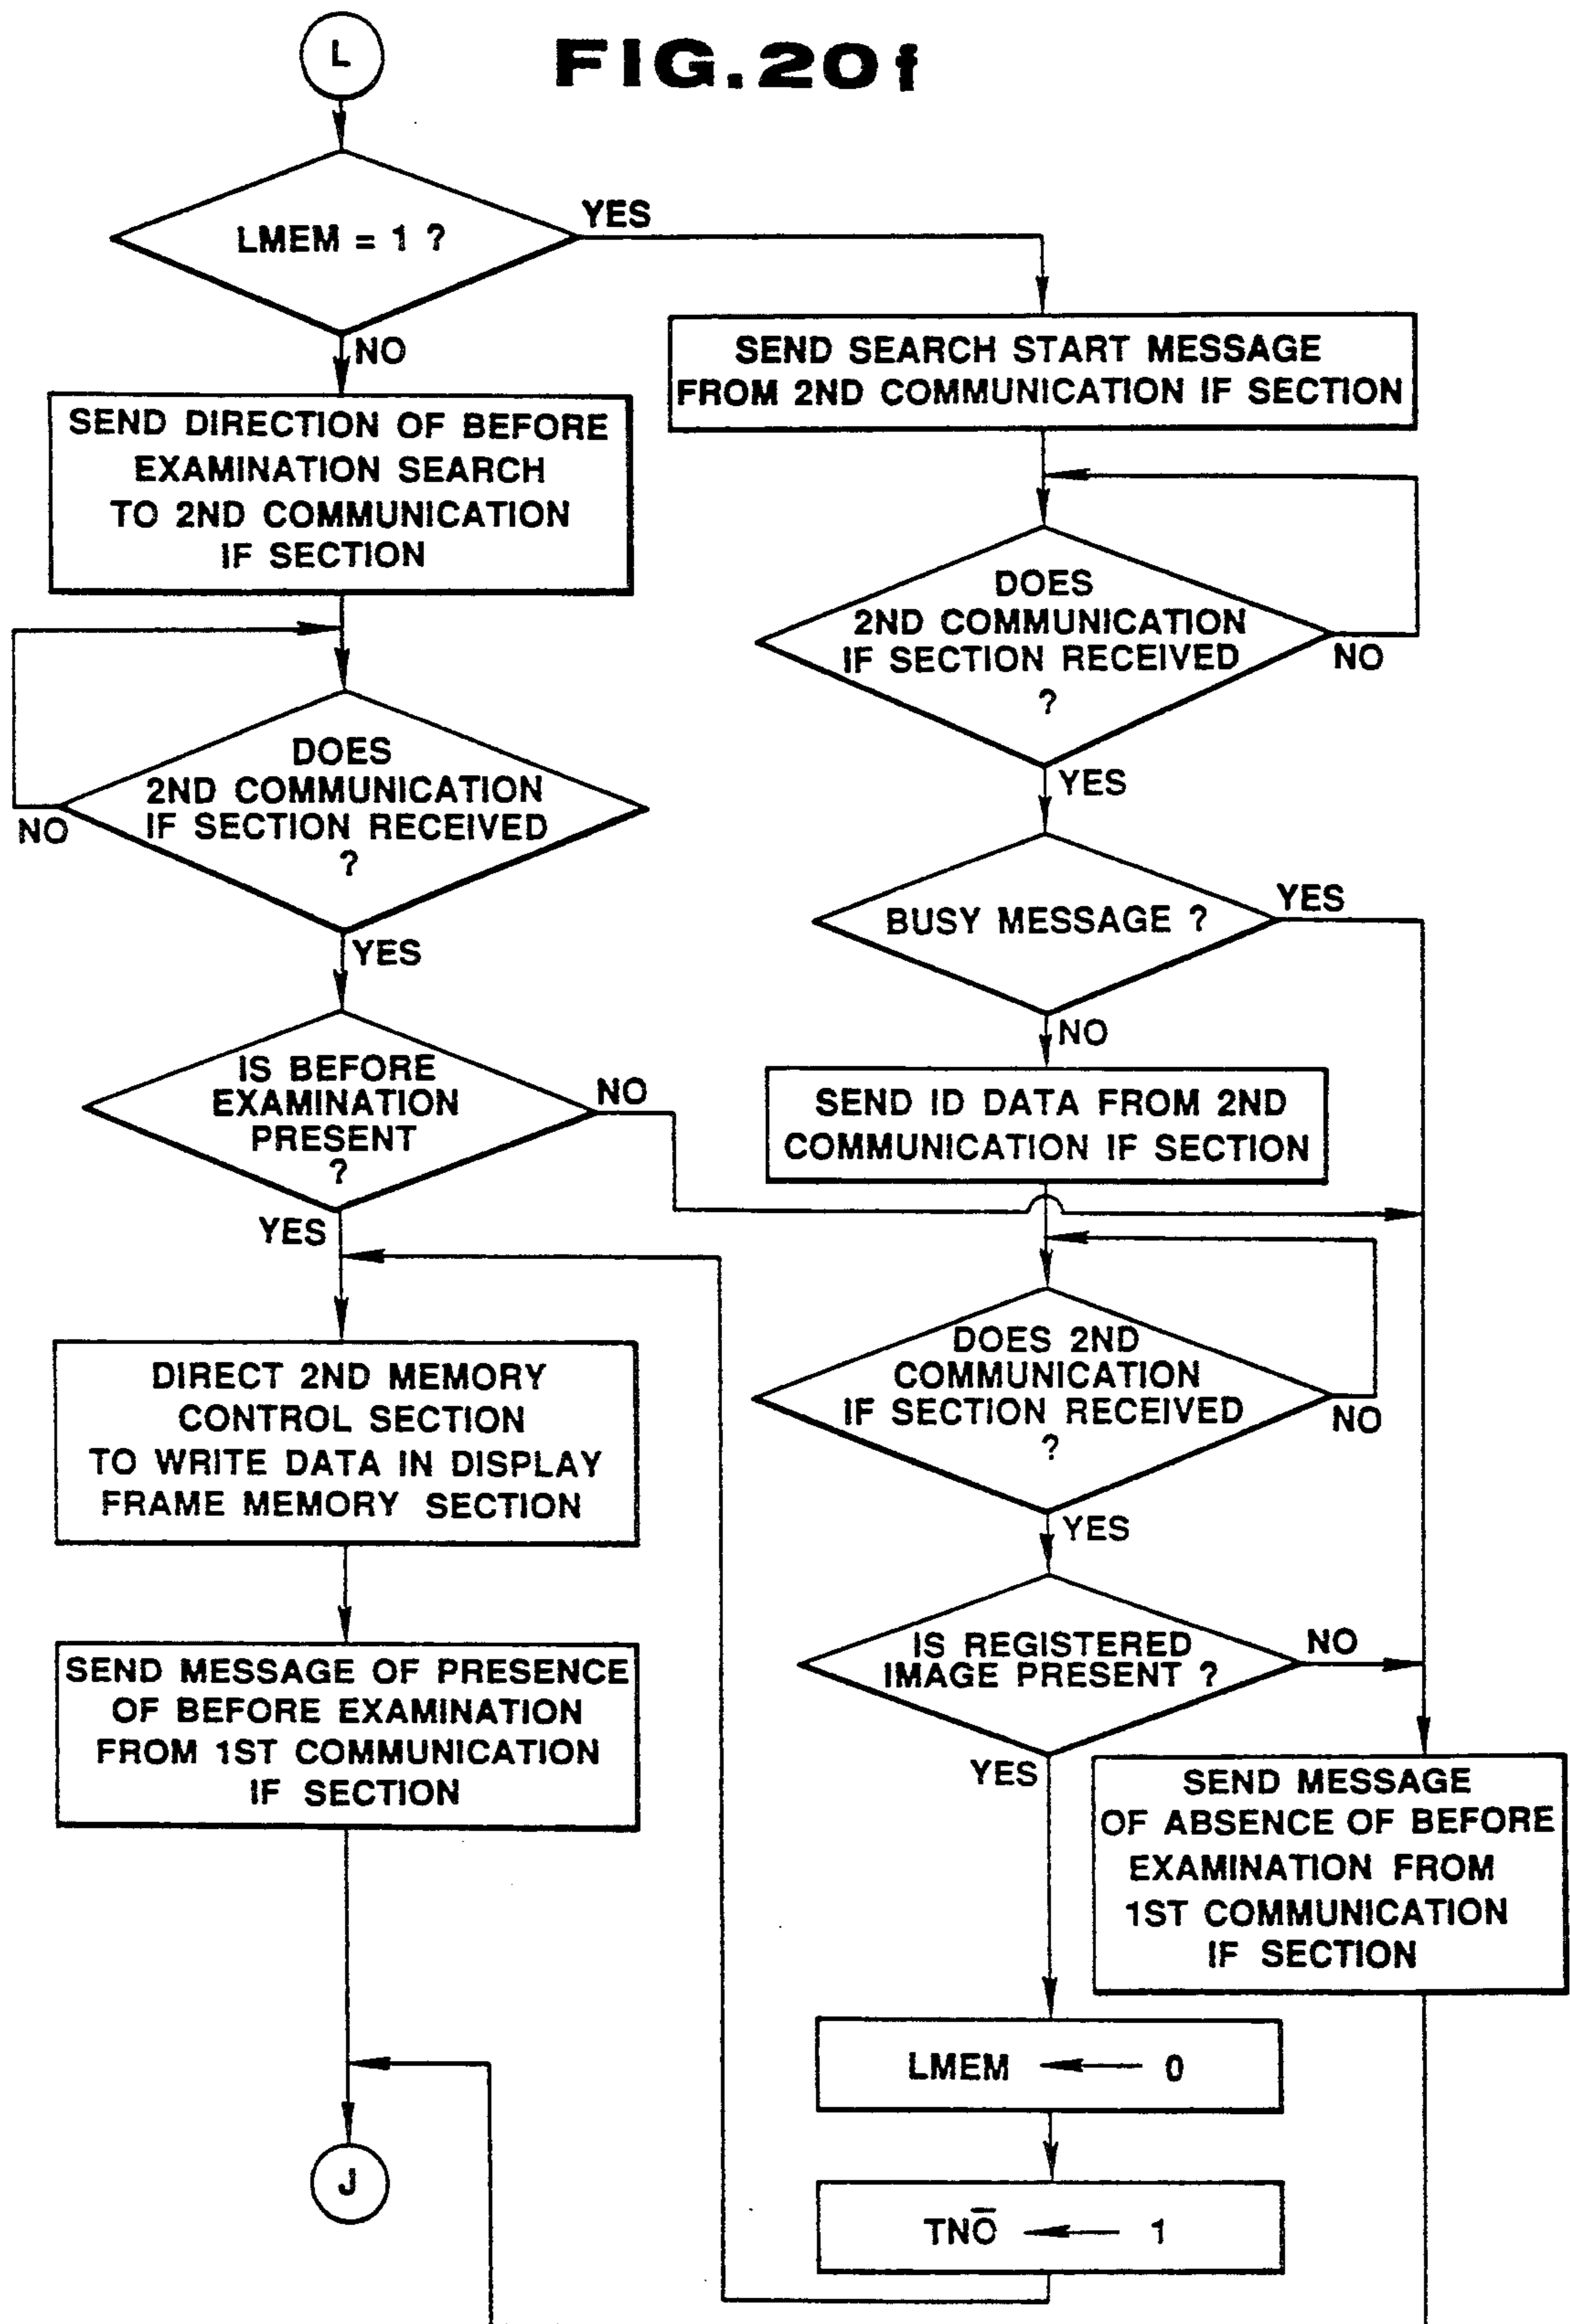 L
FIG.20f
LMEM = 1 ?
YES
NO
SEND DIRECTION OF BEFORE
EXAMINATION SEARCH
TO 2ND COMMUNICATION
IF SECTION
DOES
2ND COMMUNICATION
IF SECTION RECEIVED
?
NO
YES
IS BEFORE
EXAMINATION
PRESENT
?
NO
YES
DIRECT 2ND MEMORY
CONTROL SECTION
TO WRITE DATA IN DISPLAY
FRAME MEMORY SECTION
SEND MESSAGE OF PRESENCE
OF BEFORE EXAMINATION
FROM 1ST COMMUNICATION
IF SECTION
J
SEND SEARCH START MESSAGE
FROM 2ND COMMUNICATION IF SECTION
DOES
2ND COMMUNICATION
IF SECTION RECEIVED
?
NO
YES
BUSY MESSAGE ?
YES
NO
SEND ID DATA FROM 2ND
COMMUNICATION IF SECTION
DOES 2ND
COMMUNICATION
IF SECTION RECEIVED
?
NO
YES
IS REGISTERED
IMAGE PRESENT ?
NO
YES
SEND MESSAGE
OF ABSENCE OF BEFORE
EXAMINATION FROM
1ST COMMUNICATION
IF SECTION
LMEM ← 0
TNO̅ ← 1